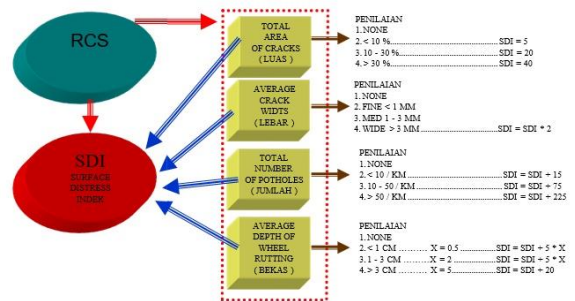 RCS
SDI
SURFACE
DISTRESS
INDEX
TOTAL
AREA
OF CRACKS
( LUAS )
PENILAIAN
1.NONE
2.< 10 %......................................SDI = 5
3.10 - 30 %...................................SDI = 20
4.> 30 %......................................SDI = 40
AVERAGE
CRACK
WIDTS
( LEBAR )
PENILAIAN
1. NONE
2. FINE < 1 MM
3. MED 1 - 3 MM
4. WIDE > 3 MM ...............................SDI = SDI * 2
TOTAL
NUMBER
OF POTHOLES
( JUMLAH )
PENILAIAN
1.NONE
2.< 10 / KM ....................................SDI = SDI + 15
3.10 - 50 / KM.................................SDI = SDI + 75
4.> 50 / KM ....................................SDI = SDI + 225
AVERAGE
DEPTH OF
WHEEL
RUTTING
( BEKAS )
PENILAIAN
1.NONE
2.< 1 CM .......... X = 0.5 ................SDI = SDI + 5 * X
3.1 - 3 CM ..........X = 2 ..................SDI = SDI + 5 * X
4.> 3 CM .......... X = 5 ...................SDI = SDI + 20